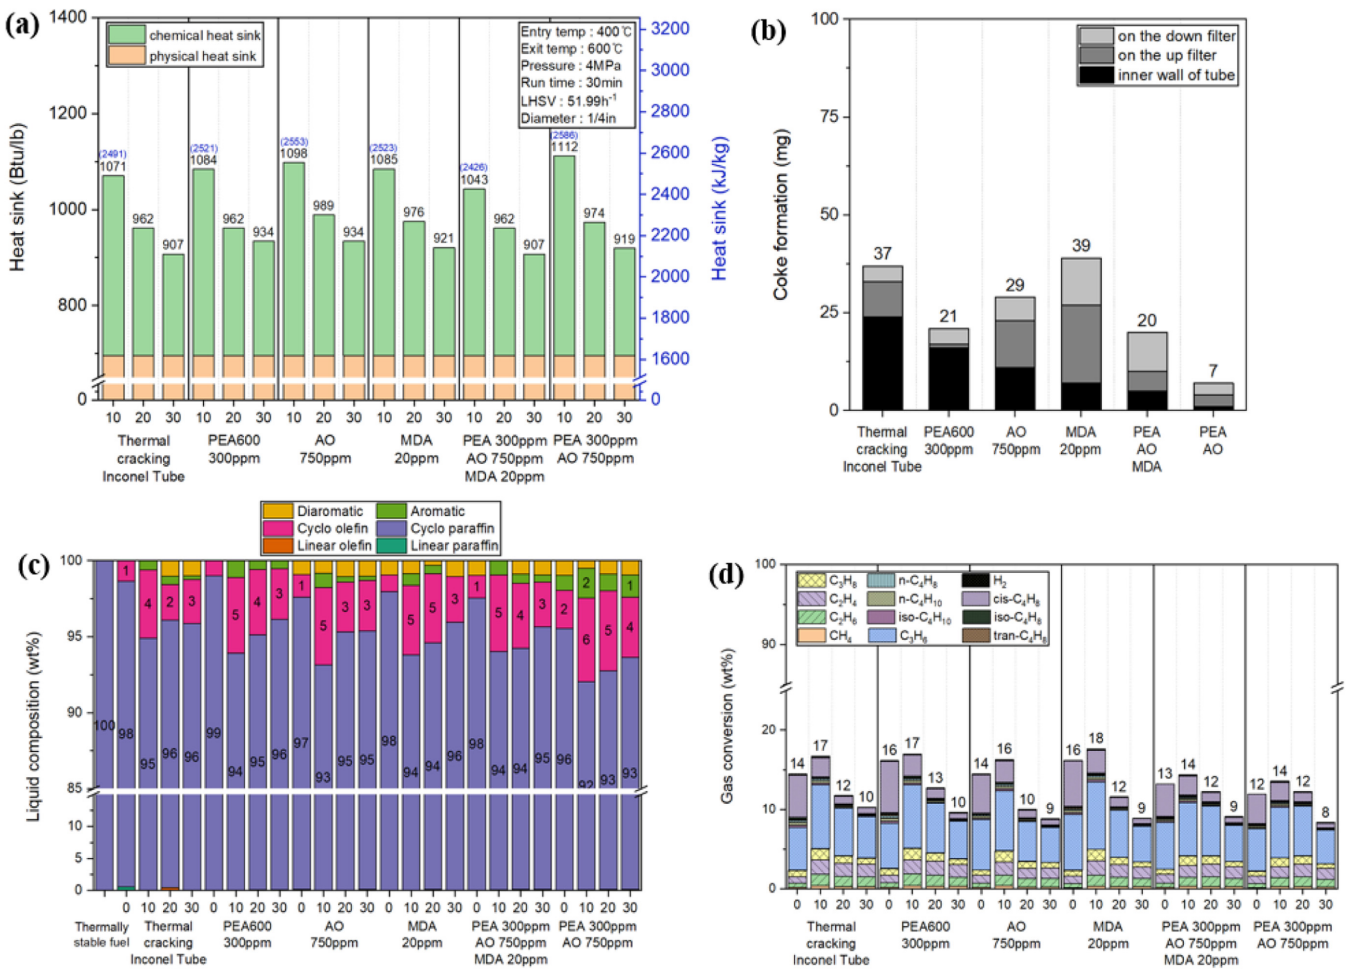 (a)
chemical heat sink
physical heat sink
Entry temp : 400℃
Exit temp : 600℃
Pressure : 4MPa
Run time : 30min
LHSV : 51.99h⁻¹
Diameter : 1/4in
Heat sink (Btu/lb)
Heat sink (kJ/kg)
1400
1200
1000
800
0
3200
3000
2800
2600
2400
2200
2000
1800
1600
0
(2491) (2521) (2553) (2523) (2426) (2586)
1071 962 907 1084 962 934 1098 989 934 1085 976 921 1043 962 907 1112 974 919
10 20 30 10 20 30 10 20 30 10 20 30 10 20 30 10 20 30
Thermal cracking Inconel Tube
PEA600 300ppm
AO 750ppm
MDA 20ppm
PEA 300ppm AO 750ppm MDA 20ppm
PEA 300ppm AO 750ppm
(b)
on the down filter
on the up filter
inner wall of tube
Coke formation (mg)
100
75
50
25
0
37 21 29 39 20 7
Thermal cracking Inconel Tube
PEA600 300ppm
AO 750ppm
MDA 20ppm
PEA AO MDA
PEA AO
(c)
Diaromatic Aromatic
Cyclo olefin Cyclo paraffin
Linear olefin Linear paraffin
Liquid composition (wt%)
100
95
90
85
10
5
0
1 4 2 3 5 4 3 1 5 3 3 5 5 3 1 5 4 3 2 2 6 5 1 4
100 98 95 96 96 99 94 95 96 97 93 95 95 98 94 94 96 98 94 94 95 96 92 93 93
0 10 20 30 0 10 20 30 0 10 20 30 0 10 20 30 0 10 20 30 0 10 20 30
Thermally stable fuel
Thermal cracking Inconel Tube
PEA600 300ppm
AO 750ppm
MDA 20ppm
PEA 300ppm AO 750ppm MDA 20ppm
PEA 300ppm AO 750ppm
(d)
C₃H₈ n-C₄H₈ H₂
C₂H₄ n-C₄H₁₀ cis-C₄H₈
C₂H₆ iso-C₄H₁₀ iso-C₄H₈
CH₄ C₃H₆ tran-C₄H₈
Gas conversion (wt%)
100
90
20
10
0
14 17 12 10 16 17 13 10 14 16 10 9 16 18 12 9 13 14 12 9 12 14 12 8
0 10 20 30 0 10 20 30 0 10 20 30 0 10 20 30 0 10 20 30 0 10 20 30
Thermal cracking Inconel Tube
PEA600 300ppm
AO 750ppm
MDA 20ppm
PEA 300ppm AO 750ppm MDA 20ppm
PEA 300ppm AO 750ppm